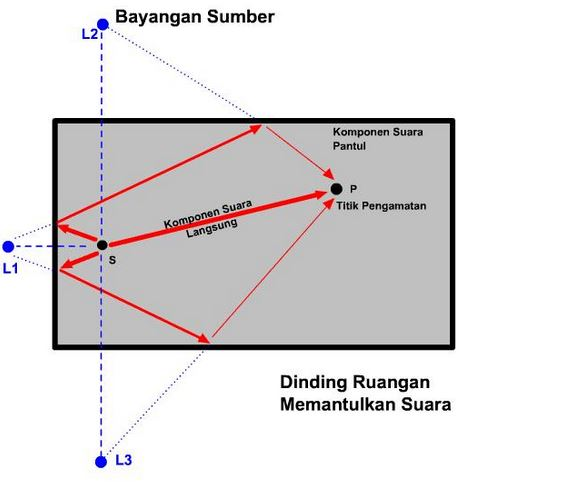 Bayangan Sumber
L2
Komponen Suara
Pantul
P
Titik Pengamatan
Komponen Suara
Langsung
S
L1
Dinding Ruangan
Memantulkan Suara
L3